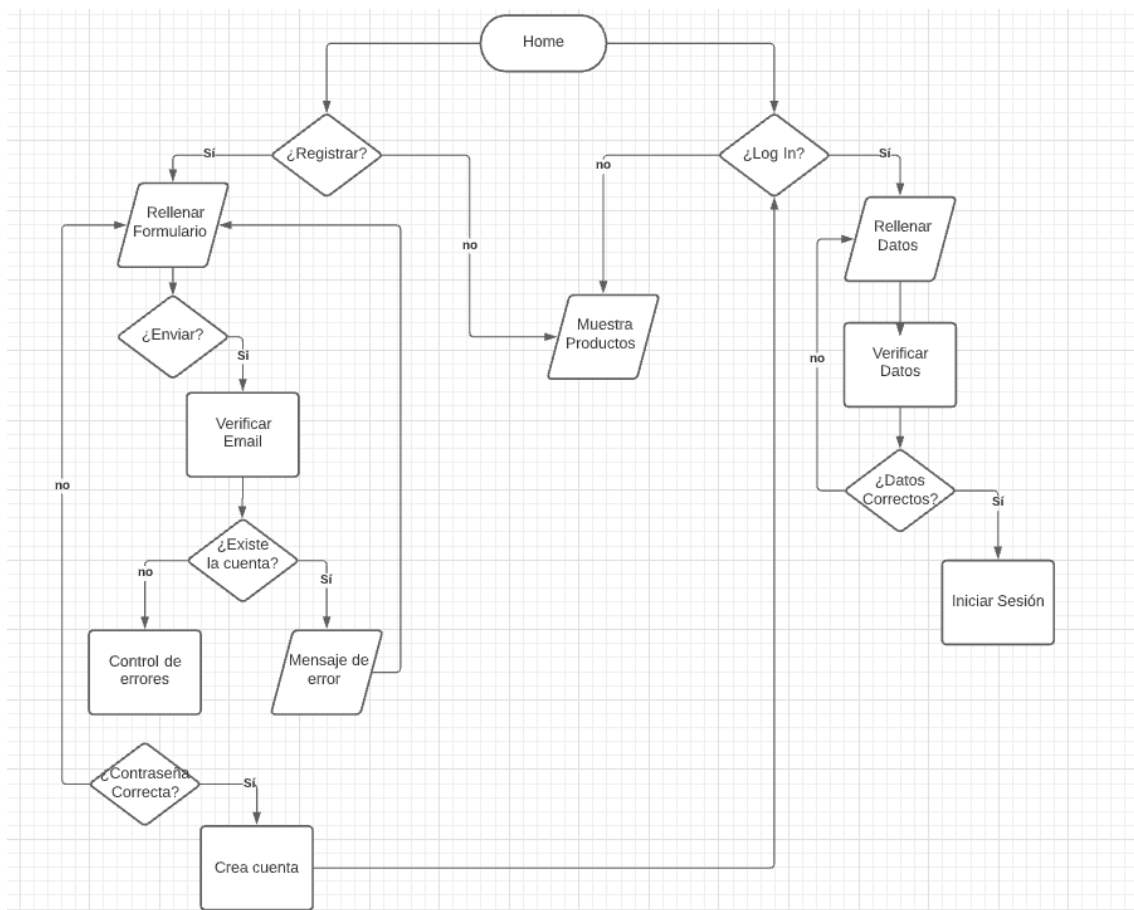 Home
¿Registrar?
¿Log In?
Sí
no
Sí
Rellenar
Formulario
Rellenar
Datos
no
¿Enviar?
Muestra
Productos
Si
Verificar
Datos
no
Verificar
Email
no
¿Datos
Correctos?
Sí
¿Existe
la cuenta?
no
Sí
Iniciar Sesión
Control de
errores
Mensaje de
error
¿Contraseña
Correcta?
Sí
Crea cuenta